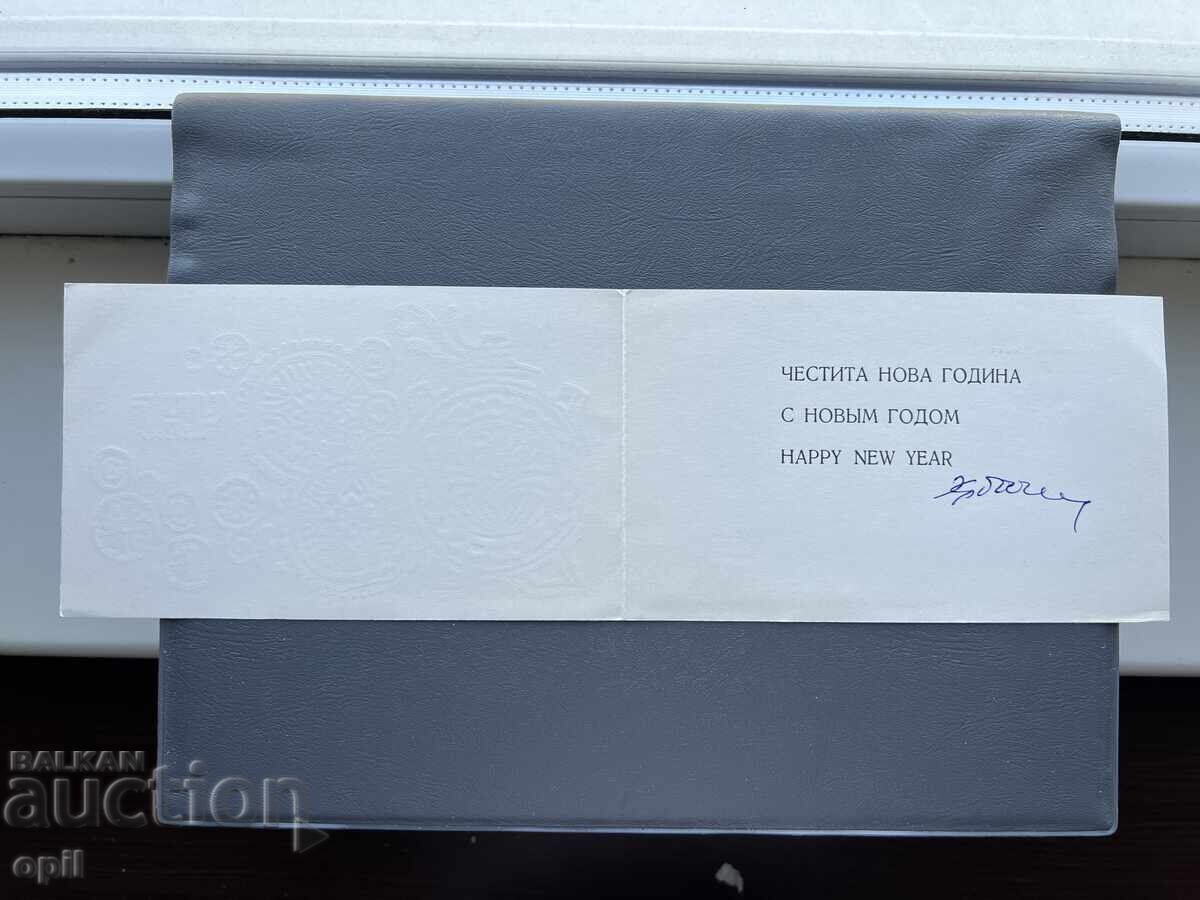 ЧЕСТИТА НОВА ГОДИНА
С НОВЫМ ГОДОМ
HAPPY NEW YEAR
BALKAN
auction
opil